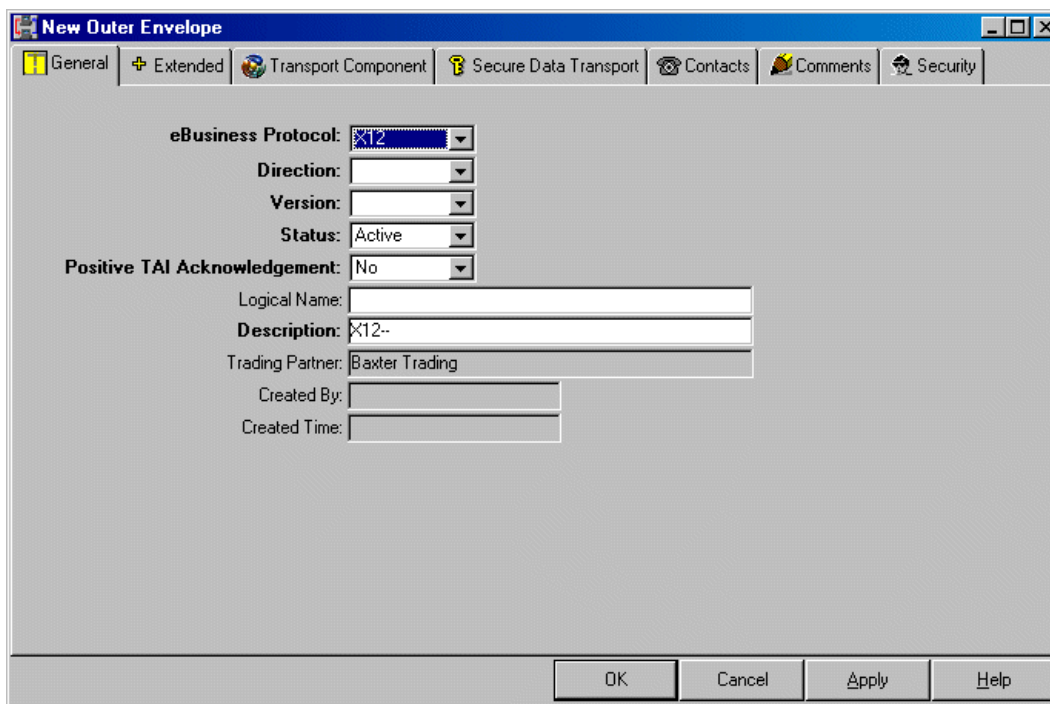 New Outer Envelope
General Extended Transport Component Secure Data Transport Contacts Comments Security
eBusiness Protocol: X12
Direction:
Version:
Status: Active
Positive TAI Acknowledgement: No
Logical Name:
Description: X12--
Trading Partner: Baxter Trading
Created By:
Created Time:
OK Cancel Apply Help